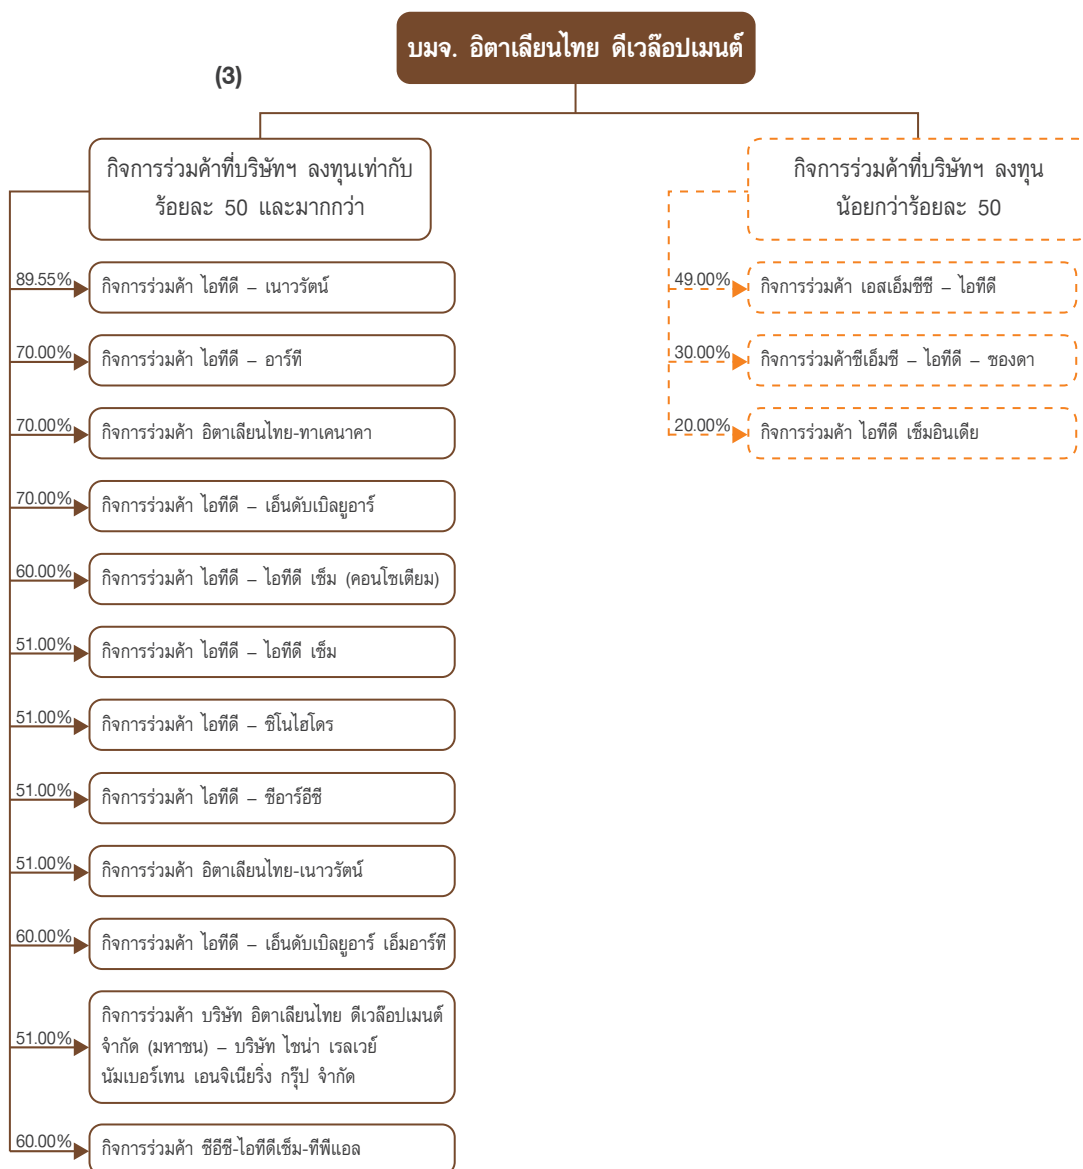 บมจ. อิตาเลียนไทย ดีเวล๊อปเมนต์
(3)
กิจการร่วมค้าที่บริษัทฯ ลงทุนเท่ากับ
ร้อยละ 50 และมากกว่า
89.55%
กิจการร่วมค้า ไอทีดี – เนาวรัตน์
70.00%
กิจการร่วมค้า ไอทีดี – อาร์ที
70.00%
กิจการร่วมค้า อิตาเลียนไทย-ทาเคนาคา
70.00%
กิจการร่วมค้า ไอทีดี – เอ็นดับเบิลยูอาร์
60.00%
กิจการร่วมค้า ไอทีดี – ไอทีดี เซ็ม (คอนโซเตียม)
51.00%
กิจการร่วมค้า ไอทีดี – ไอทีดี เซ็ม
51.00%
กิจการร่วมค้า ไอทีดี – ซิโนไฮโดร
51.00%
กิจการร่วมค้า ไอทีดี – ซีอาร์อีซี
51.00%
กิจการร่วมค้า อิตาเลียนไทย-เนาวรัตน์
60.00%
กิจการร่วมค้า ไอทีดี – เอ็นดับเบิลยูอาร์ เอ็มอาร์ที
51.00%
กิจการร่วมค้า บริษัท อิตาเลียนไทย ดีเวล๊อปเมนต์
จำกัด (มหาชน) – บริษัท ไชน่า เรลเวย์
นัมเบอร์เทน เอนจิเนียริ่ง กรุ๊ป จำกัด
60.00%
กิจการร่วมค้า ซีอีซี-ไอทีดีเซ็ม-ทีพีแอล
กิจการร่วมค้าที่บริษัทฯ ลงทุน
น้อยกว่าร้อยละ 50
49.00%
กิจการร่วมค้า เอสเอ็มซีซี – ไอทีดี
30.00%
กิจการร่วมค้าซีเอ็มซี – ไอทีดี – ซองดา
20.00%
กิจการร่วมค้า ไอทีดี เซ็มอินเดีย